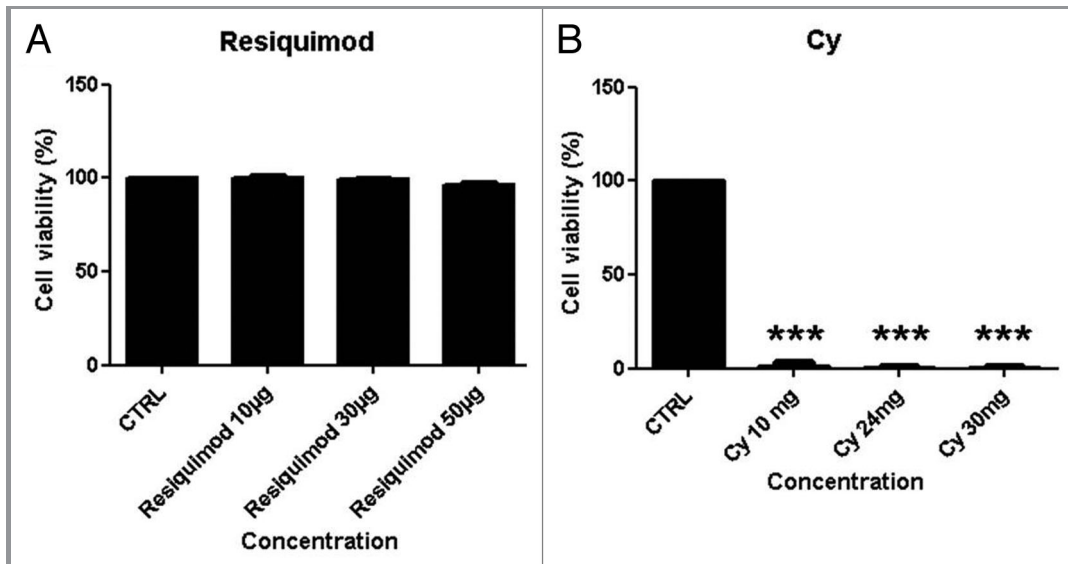 A
Resiquimod
Cell viability (%)
150
100
50
0
CTRL
Resiquimod 10µg
Resiquimod 30µg
Resiquimod 50µg
Concentration
B
Cy
Cell viability (%)
150
100
50
0
***
***
***
CTRL
Cy 10 mg
Cy 24mg
Cy 30mg
Concentration